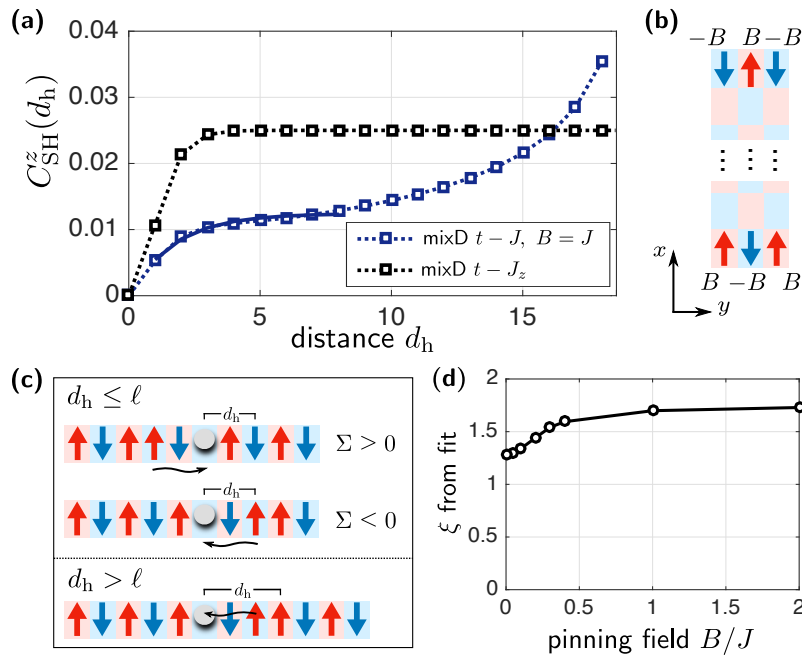 (a)
0.04
0.03
0.02
0.01
0
C^z_SH(d_h)
mixD t − J, B = J
mixD t − J_z
0 5 10 15
distance d_h
(b)
−B B −B
x
y
B −B B
(c)
d_h ≤ ℓ
d_h
Σ > 0
d_h
Σ < 0
d_h > ℓ
d_h
(d)
2
1.5
1
0.5
0
ξ from fit
0 0.5 1 1.5 2
pinning field B/J